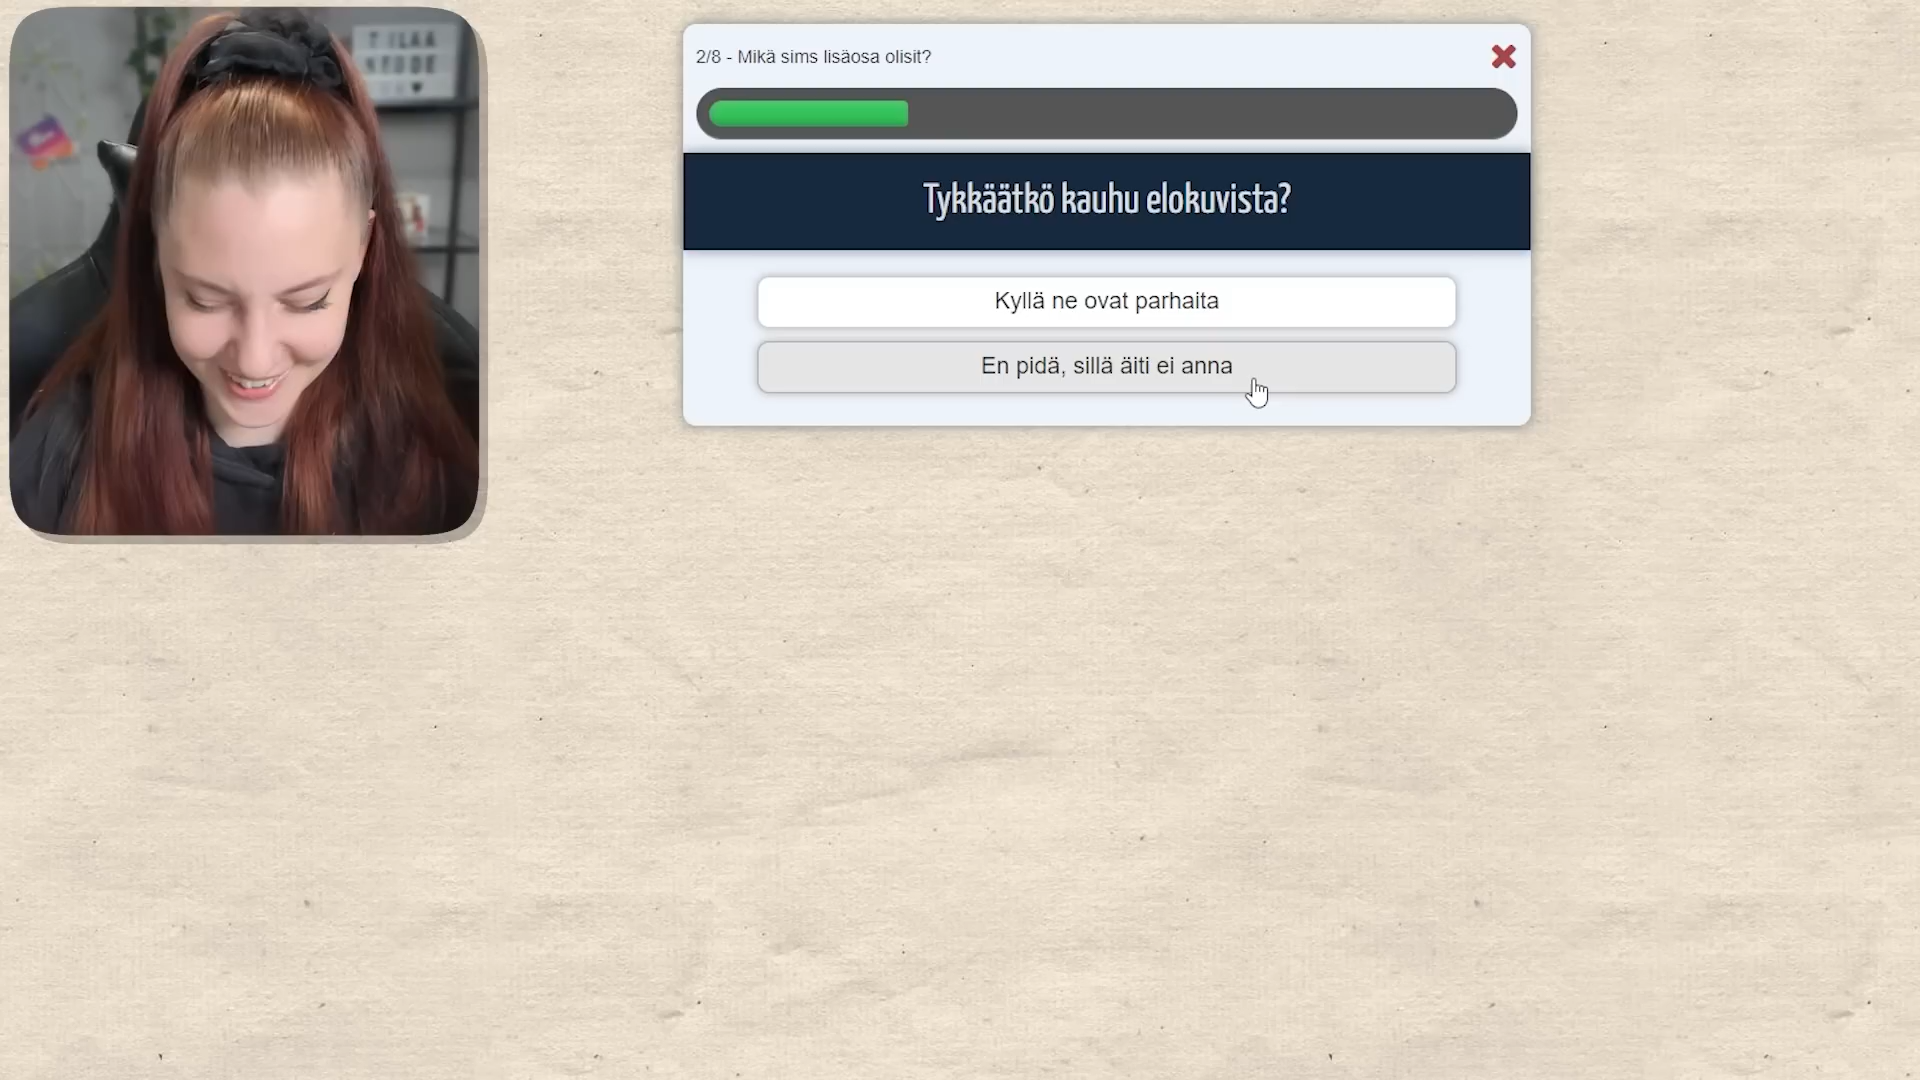 2/8 - Mikä sims lisäosa olisit?
Tykkäätkö kauhu elokuvista?
Kyllä ne ovat parhaita
En pidä, sillä äiti ei anna